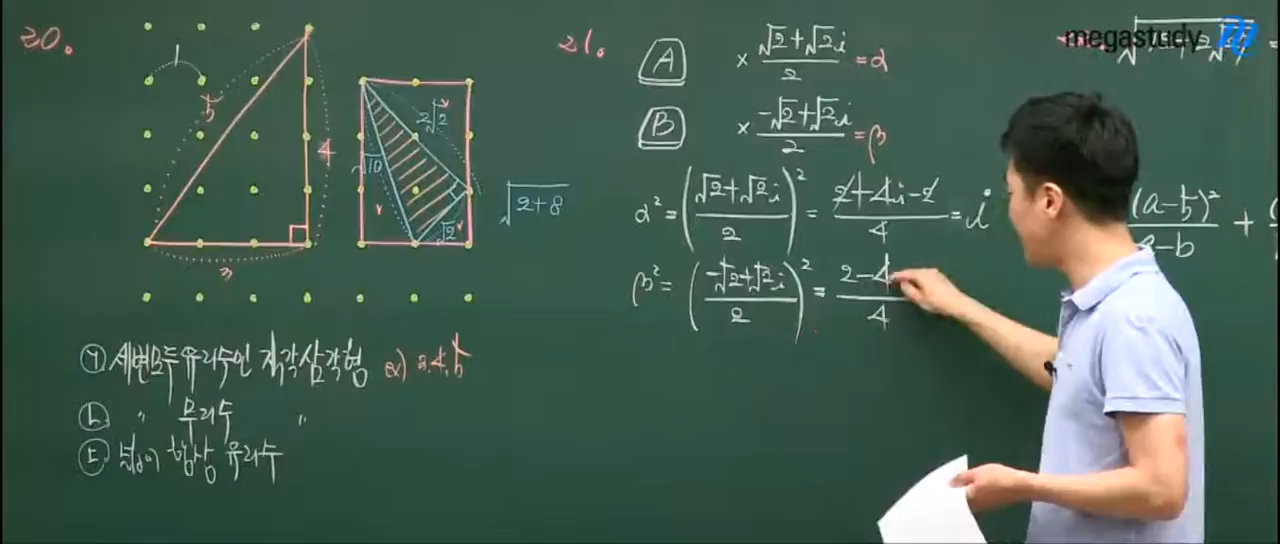 20.
1
5
4
3
2√2
√10
√2
√(2+8)
㉠ 세변모두유리수인 직각삼각형 ex) 3.4.5
㉡ 〃 무리수 〃
㉢ 넓이 항상 유리수
21.
A × (√2+√2i)/2 = α
B × (-√2+√2i)/2 = β
α² = ((√2+√2i)/2)² = (2+4i-2)/4 = i
β² = ((-√2+√2i)/2)² = (2-4)/4
megastudy
(a-b)²/(a-b) +